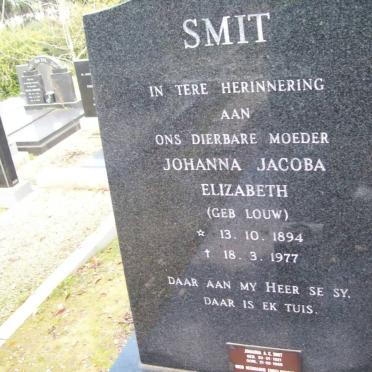 SMIT
IN TERE HERINNERING
AAN
ONS DIERBARE MOEDER
JOHANNA JACOBA
ELIZABETH
(GEB LOUW)
☆ 13. 10. 1894
† 18. 3. 1977
DAAR AAN MY HEER SE SY,
DAAR IS EK TUIS.